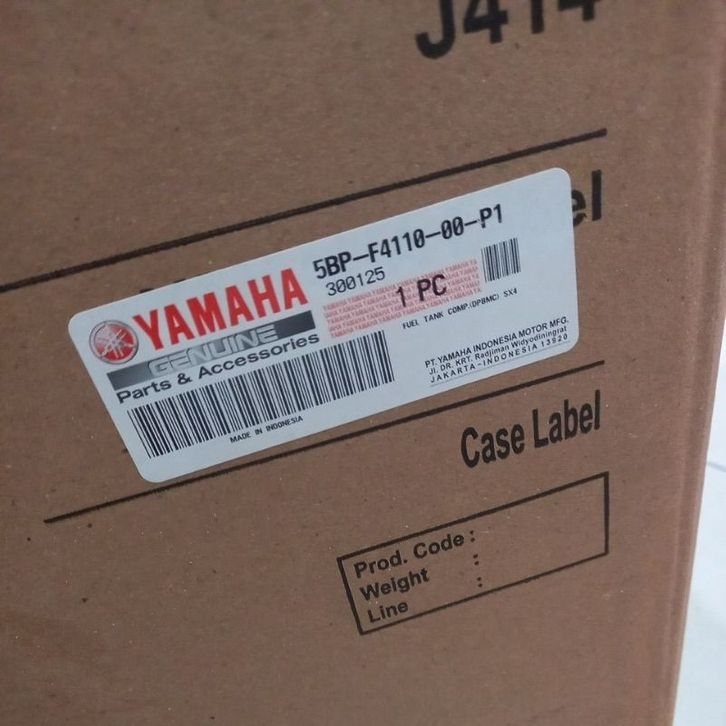 J414
el
5BP-F4110-00-P1
300125
YAMAHA
1 PC
GENUINE
Parts & Accessories
FUEL TANK COMP.(DPBMC) SX4
PT. YAMAHA INDONESIA MOTOR MFG.
Jl. DR. KRT. Radjiman Widyodiningrat
JAKARTA-INDONESIA 13920
MADE IN INDONESIA
Case Label
Prod. Code :
Weight :
Line :